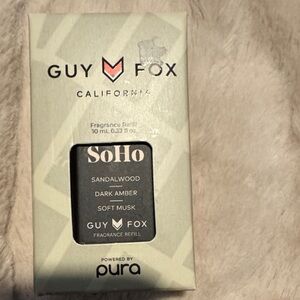 GUY FOX
CALIFORNIA
Fragrance Refill
10 mL 0.33 fl oz
SoHo
SANDALWOOD
DARK AMBER
SOFT MUSK
GUY FOX
FRAGRANCE REFILL
POWERED BY
pura